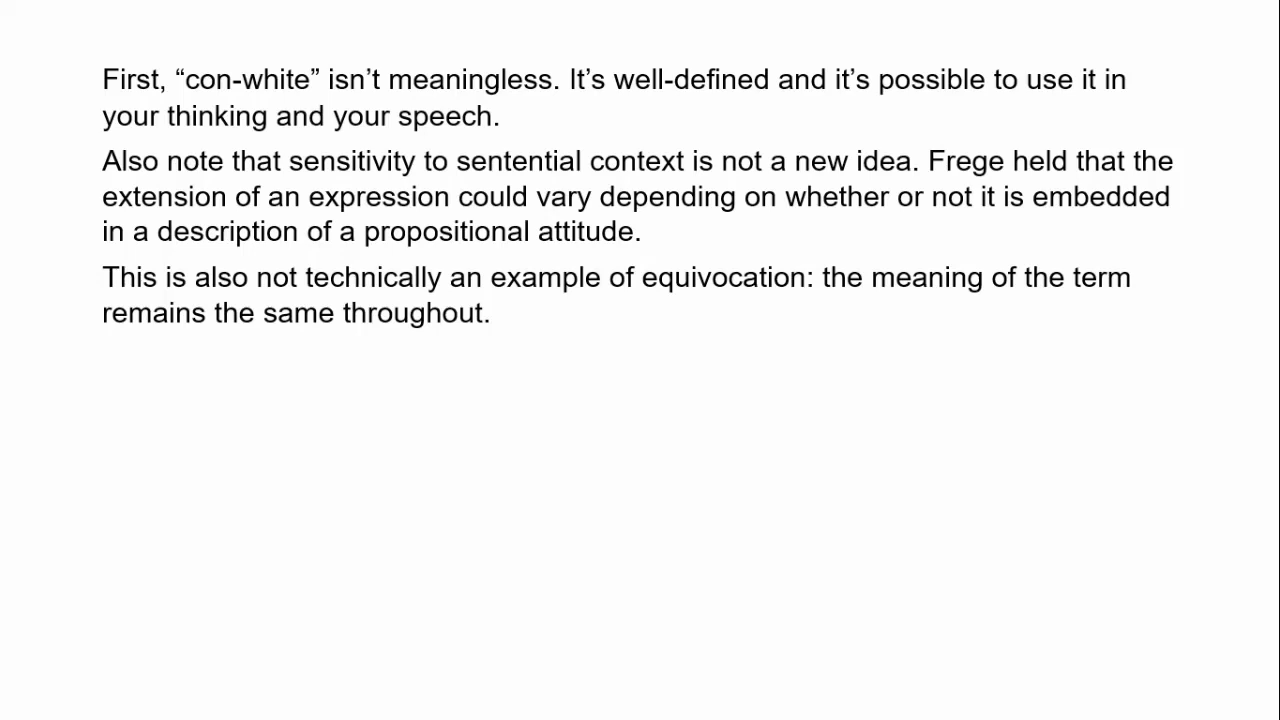 First, “con-white” isn’t meaningless. It’s well-defined and it’s possible to use it in
your thinking and your speech.
Also note that sensitivity to sentential context is not a new idea. Frege held that the
extension of an expression could vary depending on whether or not it is embedded
in a description of a propositional attitude.
This is also not technically an example of equivocation: the meaning of the term
remains the same throughout.